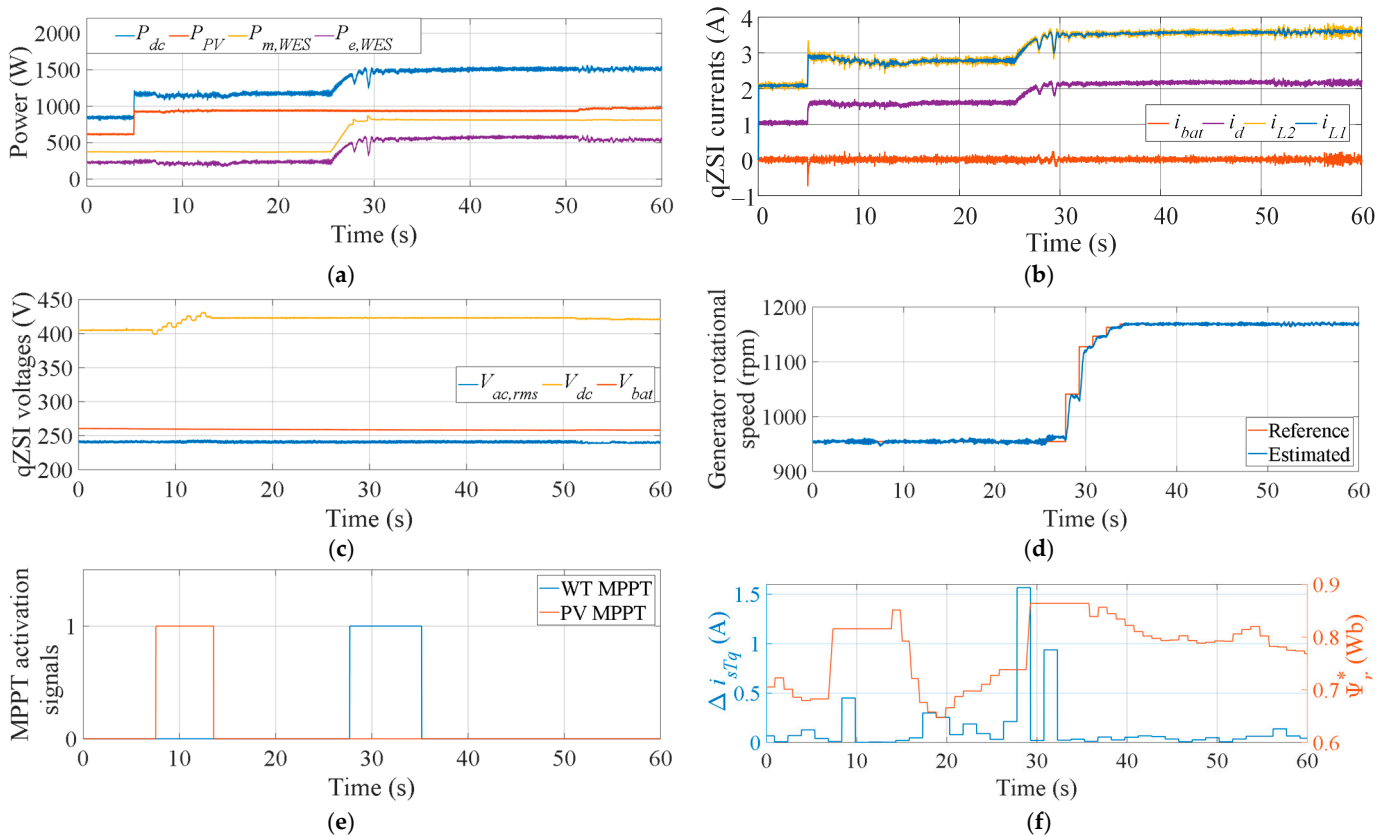 P_dc P_PV P_m,WES P_e,WES
Power (W)
2000
1500
1000
500
0
0 10 20 30 40 50 60
Time (s)
(a)
qZSI currents (A)
4
3
2
1
0
−1
i_bat i_d i_L2 i_L1
0 10 20 30 40 50 60
Time (s)
(b)
qZSI voltages (V)
450
400
350
300
250
200
V_ac,rms V_dc V_bat
0 10 20 30 40 50 60
Time (s)
(c)
Generator rotational
speed (rpm)
1200
1100
1000
900
Reference
Estimated
0 10 20 30 40 50 60
Time (s)
(d)
MPPT activation
signals
1
0
WT MPPT
PV MPPT
0 10 20 30 40 50 60
Time (s)
(e)
Δ i_sTq (A)
1.5
1
0.5
0
0.9
0.8
0.7
0.6
Ψ_r^* (Wb)
0 10 20 30 40 50 60
Time (s)
(f)